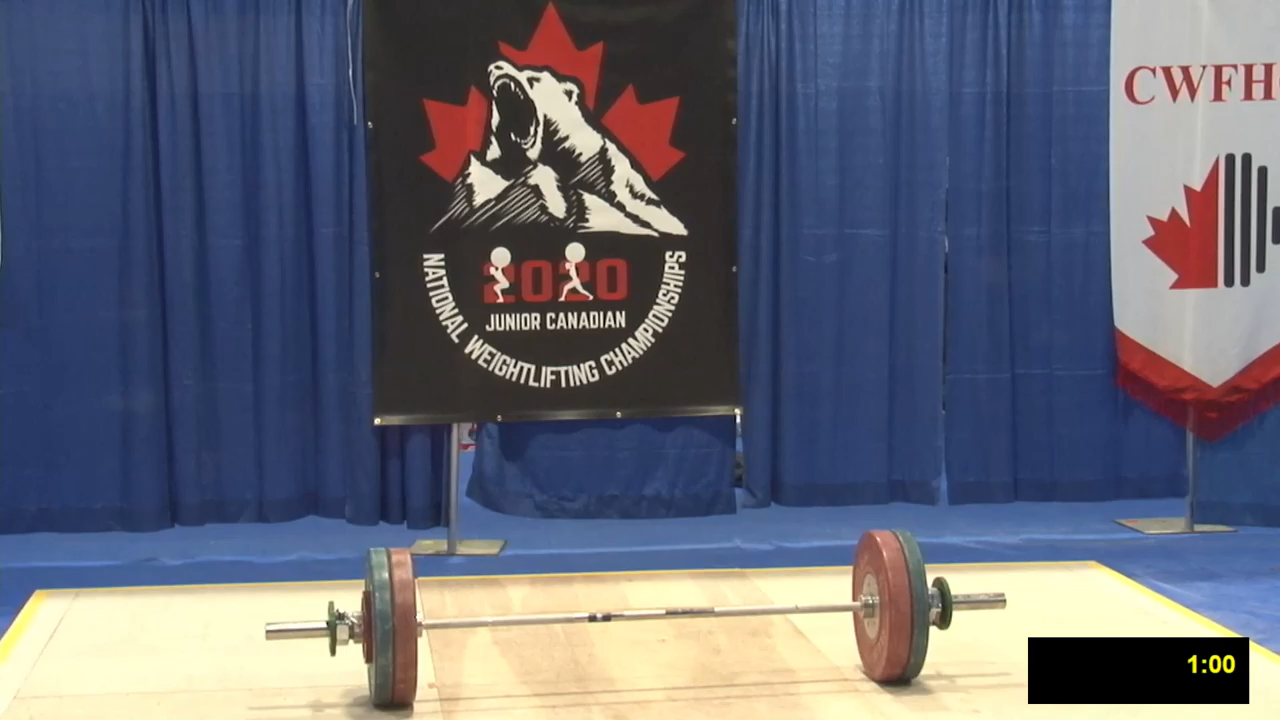 2020
JUNIOR CANADIAN
NATIONAL WEIGHTLIFTING CHAMPIONSHIPS
CWFH
1:00